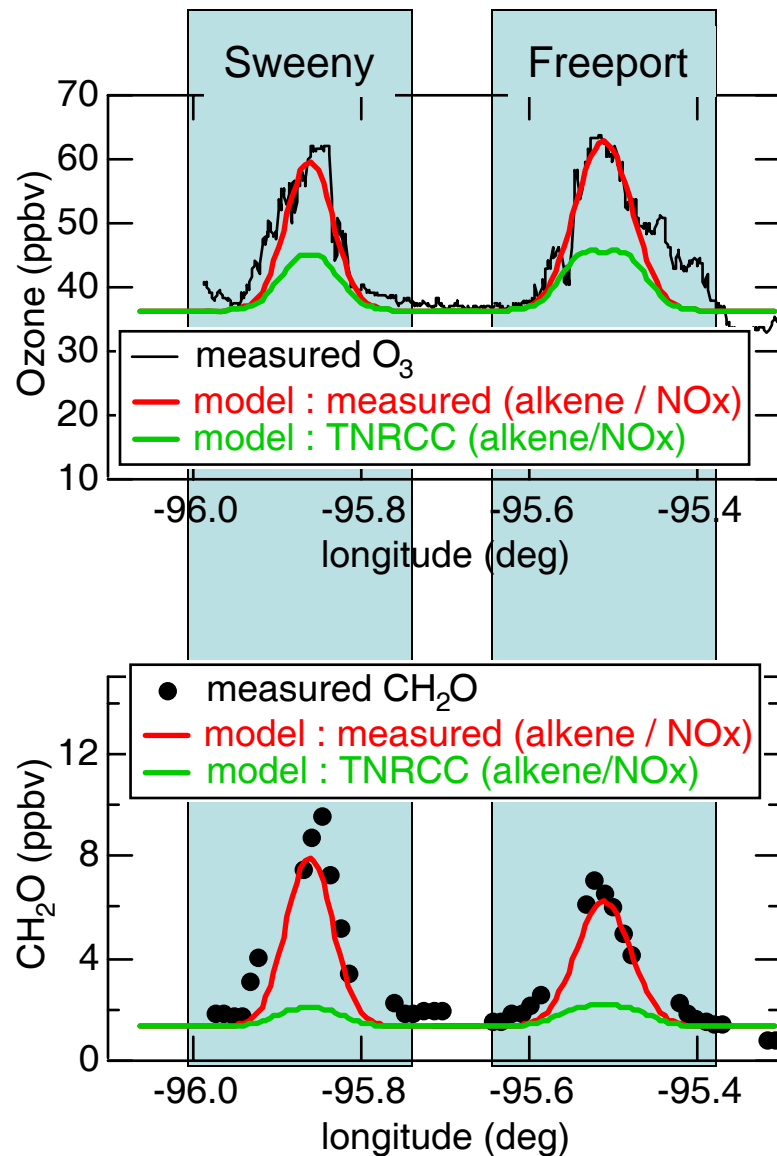 Sweeny Freeport
70
60
50
40
30
20
10
Ozone (ppbv)
measured O₃
model : measured (alkene / NOx)
model : TNRCC (alkene/NOx)
-96.0 -95.8 -95.6 -95.4
longitude (deg)
measured CH₂O
model : measured (alkene / NOx)
model : TNRCC (alkene/NOx)
12
8
4
0
CH₂O (ppbv)
-96.0 -95.8 -95.6 -95.4
longitude (deg)